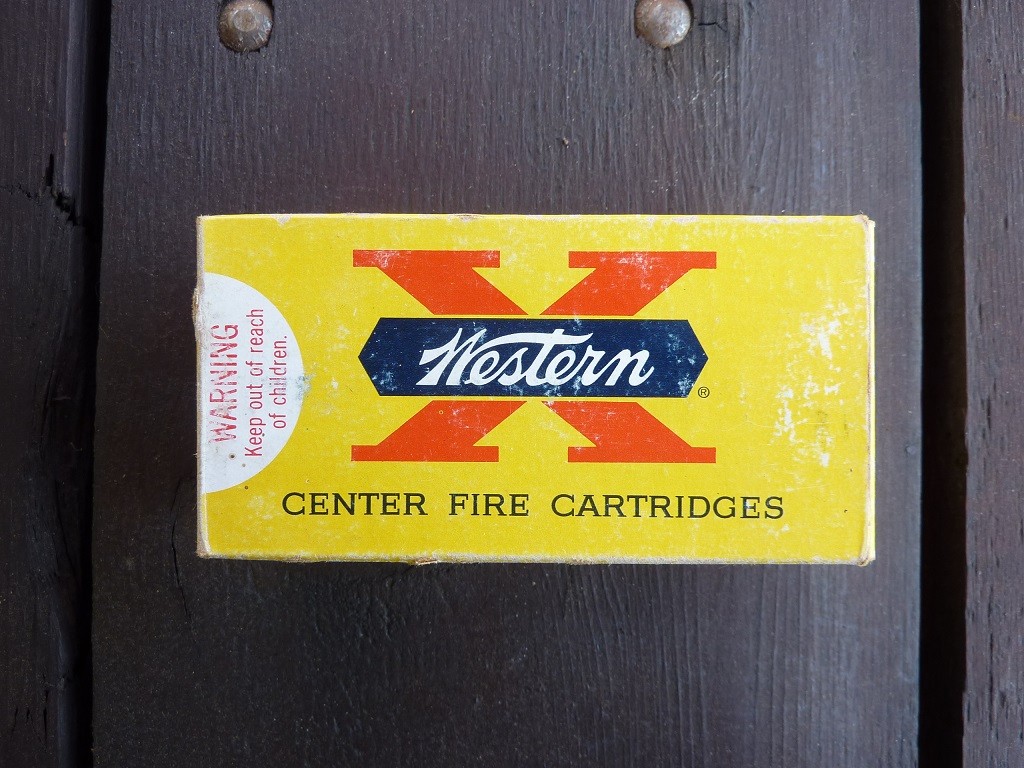 WARNING
Keep out of reach
of children.
X
Western
®
CENTER FIRE CARTRIDGES